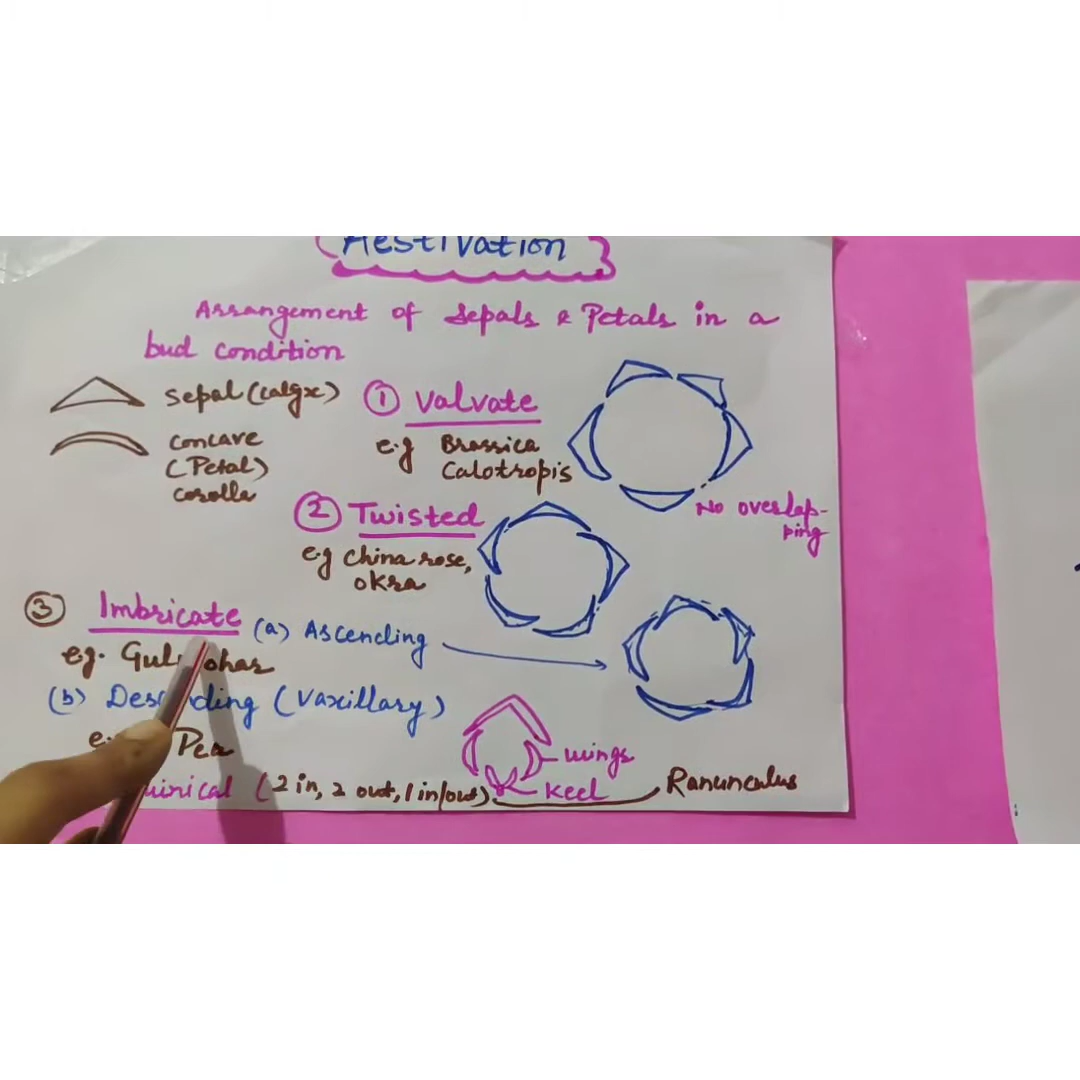 Aestivation
Arrangement of Sepals & Petals in a
bud condition
Sepal (calyx)
Concave
(Petal)
corolla
① Valvate
e.g Brassica
Calotropis
No overlap-
ping
② Twisted
e.g China rose,
okra
③ Imbricate (a) Ascending
e.g.
(b) (Vaxillary)
Pea
wings
(2 in, 2 out, 1 in/out) Keel Ranunculus